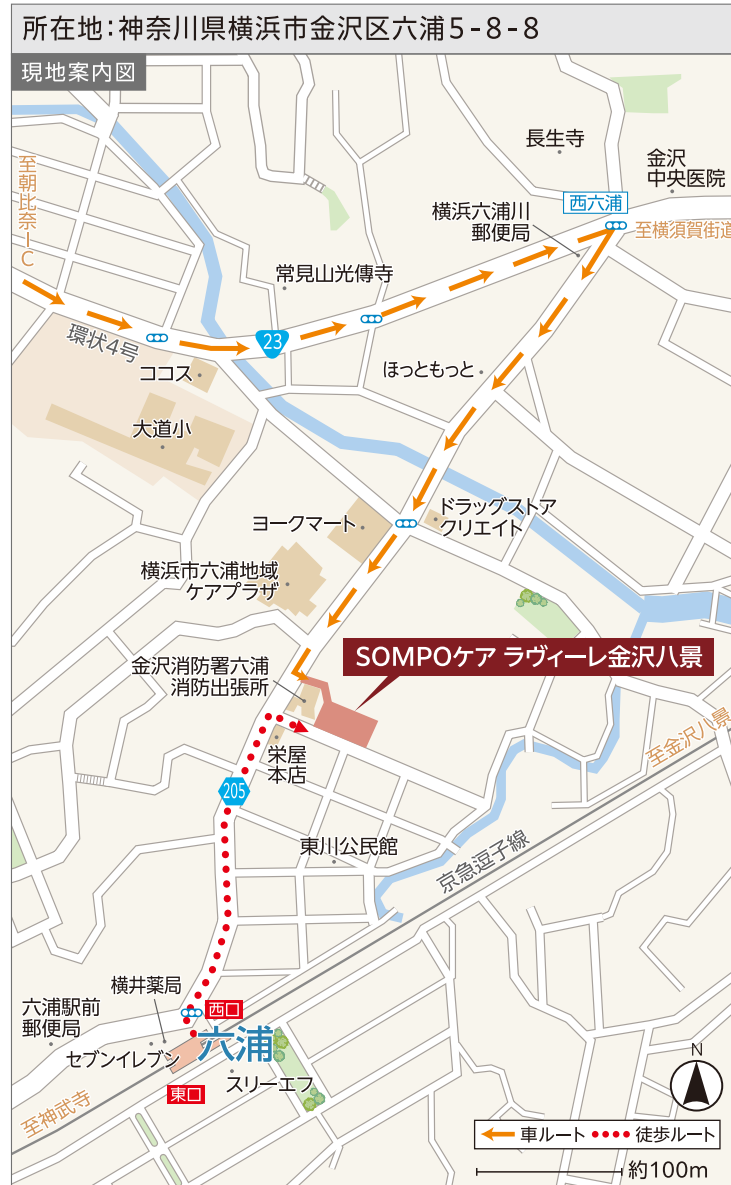 所在地：神奈川県横浜市金沢区六浦5-8-8
現地案内図
長生寺
金沢
中央医院
至朝比奈IC
西六浦
横浜六浦川
郵便局
至横須賀街道
常見山光傳寺
環状4号
23
ココス
ほっともっと
大道小
ヨークマート
ドラッグストア
クリエイト
横浜市六浦地域
ケアプラザ
SOMPOケア ラヴィーレ金沢八景
金沢消防署六浦
消防出張所
至金沢八景
栄屋
本店
205
東川公民館
京急逗子線
横井薬局
六浦駅前
郵便局
西口
六浦
セブンイレブン
スリーエフ
東口
至神武寺
N
車ルート
徒歩ルート
約100m